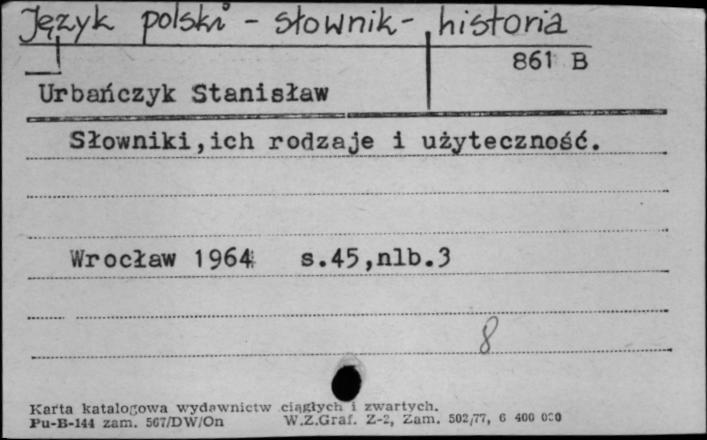 Język polski - słownik - historia
861 B
Urbańczyk Stanisław
Słowniki,ich rodzaje i użyteczność.
Wrocław 1964 s.45,nlb.3
8
Karta katalogowa wydawnictw ciągłych i zwartych.
Pu-B-144 zam. 567/DW/On W.Z.Graf. Z-2, Zam. 502/77, 6 400 000